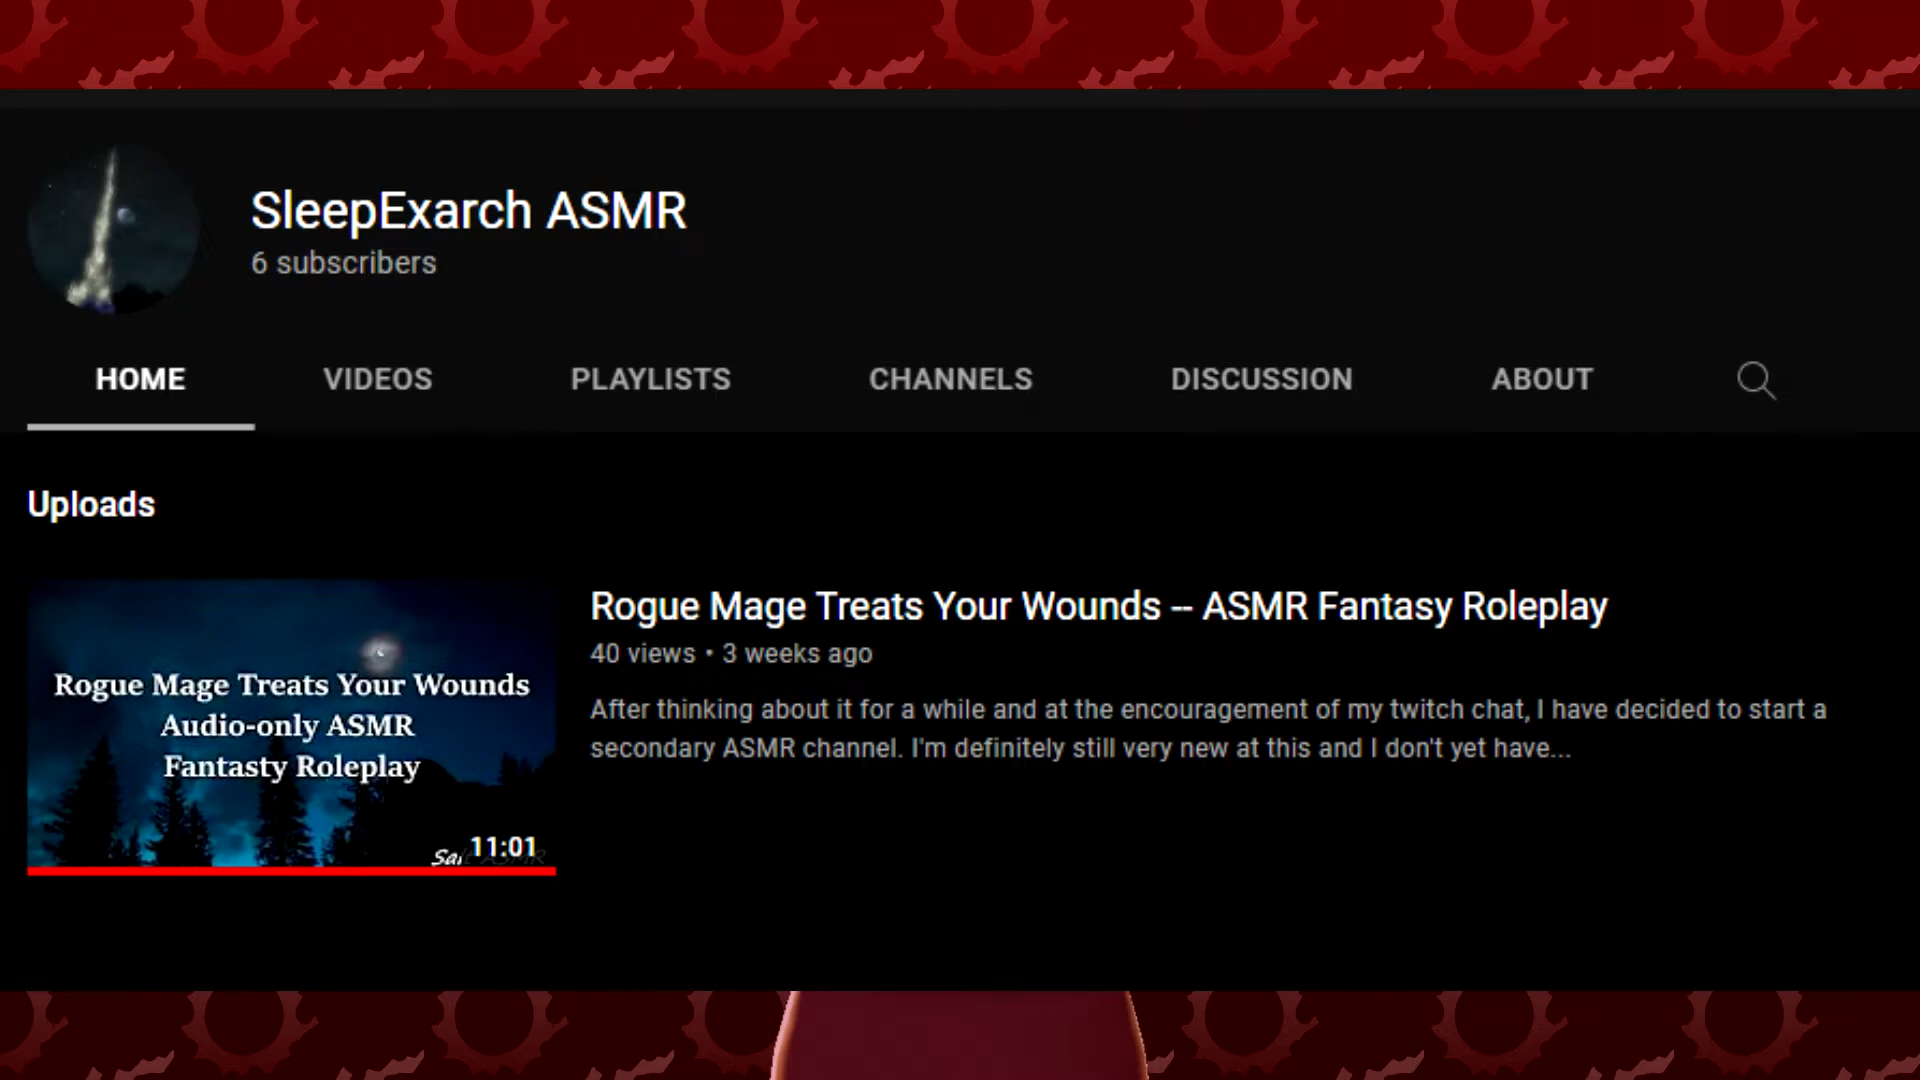 SleepExarch ASMR
6 subscribers
HOME VIDEOS PLAYLISTS CHANNELS DISCUSSION ABOUT
Uploads
Rogue Mage Treats Your Wounds
Audio-only ASMR
Fantasty Roleplay
11:01
Rogue Mage Treats Your Wounds -- ASMR Fantasy Roleplay
40 views • 3 weeks ago
After thinking about it for a while and at the encouragement of my twitch chat, I have decided to start a
secondary ASMR channel. I'm definitely still very new at this and I don't yet have...